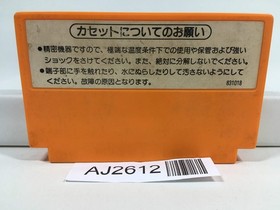 カセットについてのお願い
●精密機器ですので、極端な温度条件下での使用や保管および強い
ショックをさけてください。また、絶対に分解しないでください。
●端子部に手を触れたり、水にぬらしたりして汚さないようにして
ください。故障の原因となります。
831018
AJ2612